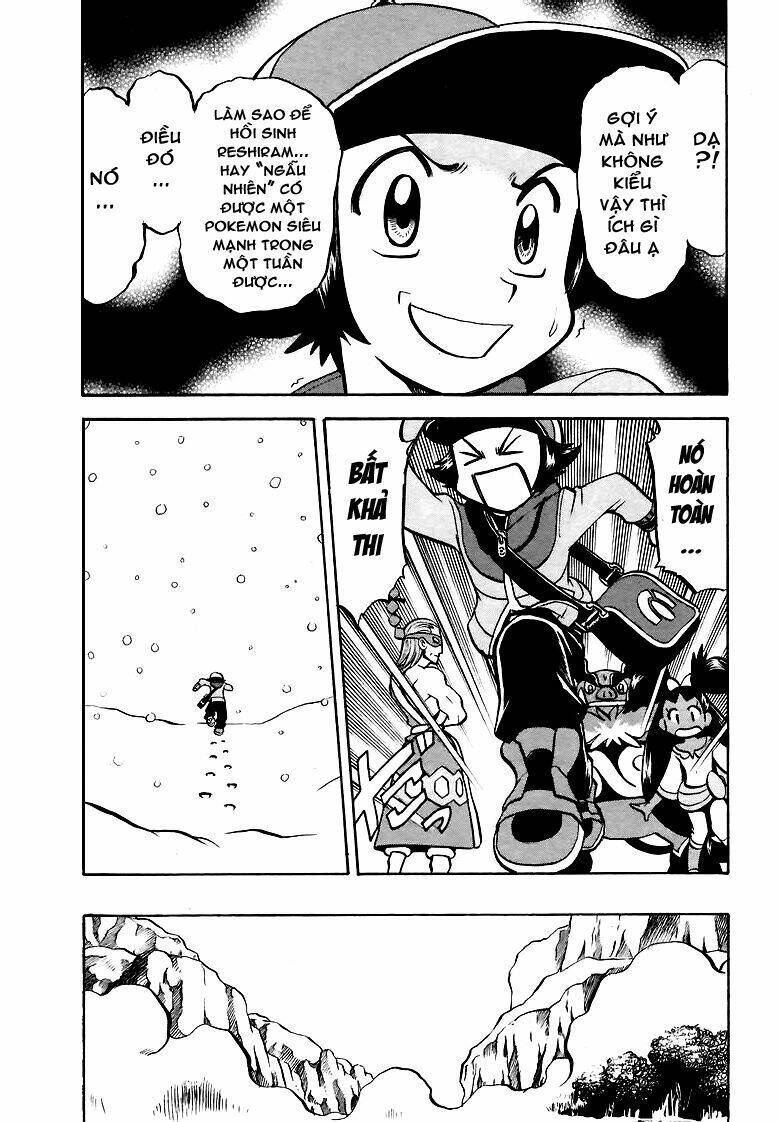 DẠ
?!
GỢI Ý
MÀ NHƯ
KHÔNG
KIỂU
VẬY THÌ
ÍCH GÌ
ĐÂU Ạ
LÀM SAO ĐỂ
HỒI SINH
RESHIRAM...
HAY "NGẪU
NHIÊN" CÓ
ĐƯỢC MỘT
POKEMON SIÊU
MẠNH TRONG
MỘT TUẦN
ĐƯỢC...
ĐIỀU
ĐÓ
...
NÓ
...
NÓ
HOÀN
TOÀN
...
BẤT
KHẢ
THI